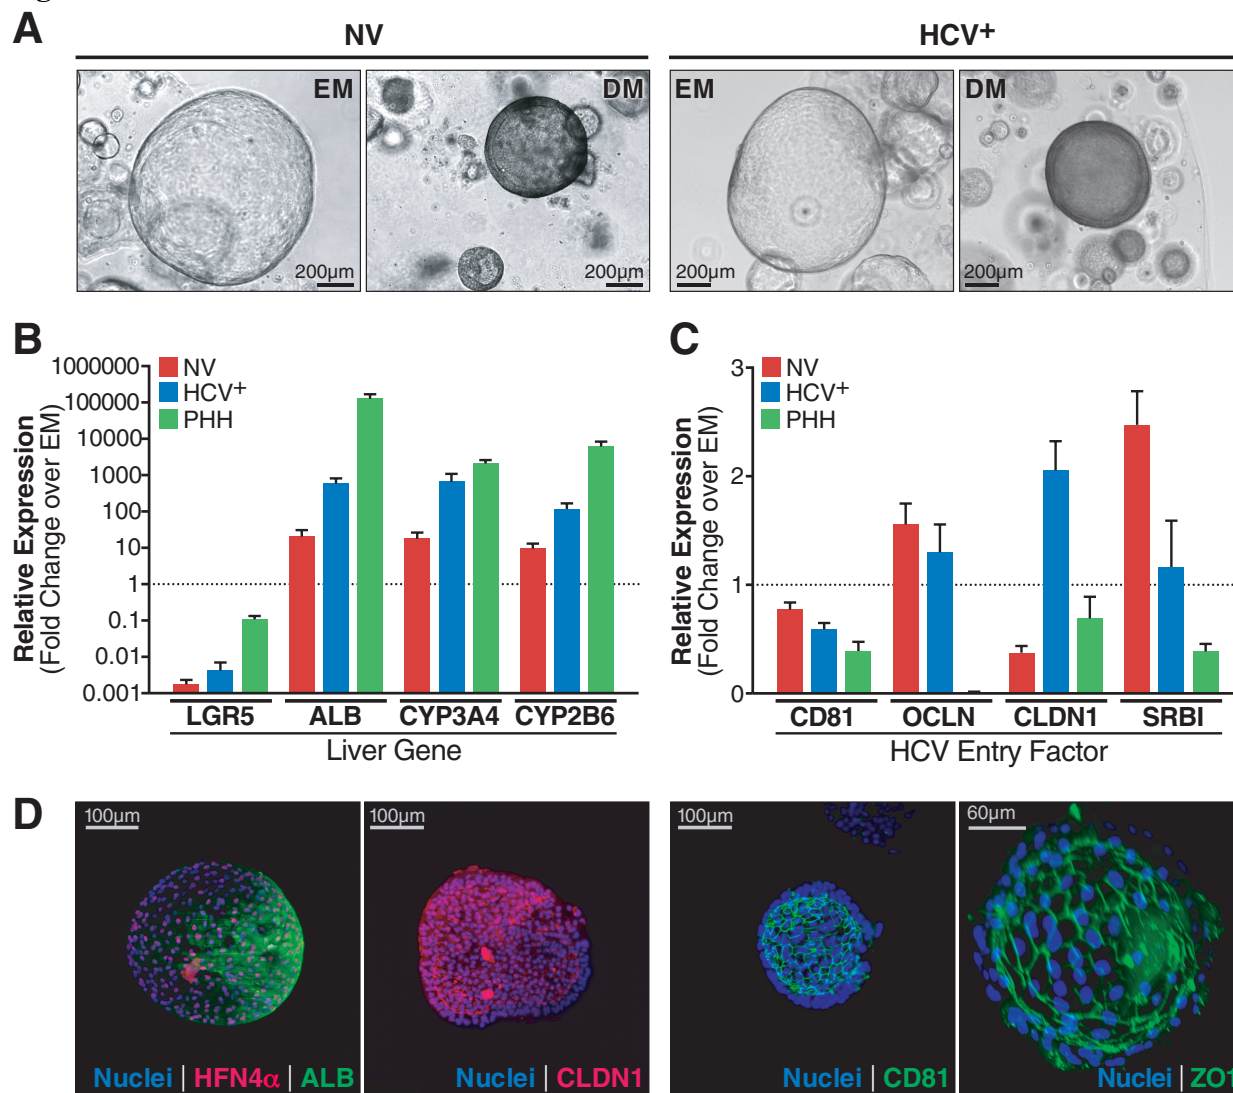 A
NV
HCV+
EM
DM
EM
DM
200µm
200µm
200µm
200µm
B
1000000
100000
10000
1000
100
10
1
0.1
0.01
0.001
Relative Expression
(Fold Change over EM)
NV
HCV+
PHH
LGR5
ALB
CYP3A4
CYP2B6
Liver Gene
C
3
2
1
0
Relative Expression
(Fold Change over EM)
NV
HCV+
PHH
CD81
OCLN
CLDN1
SRBI
HCV Entry Factor
D
100µm
100µm
100µm
60µm
Nuclei | HFN4α | ALB
Nuclei | CLDN1
Nuclei | CD81
Nuclei | ZO1